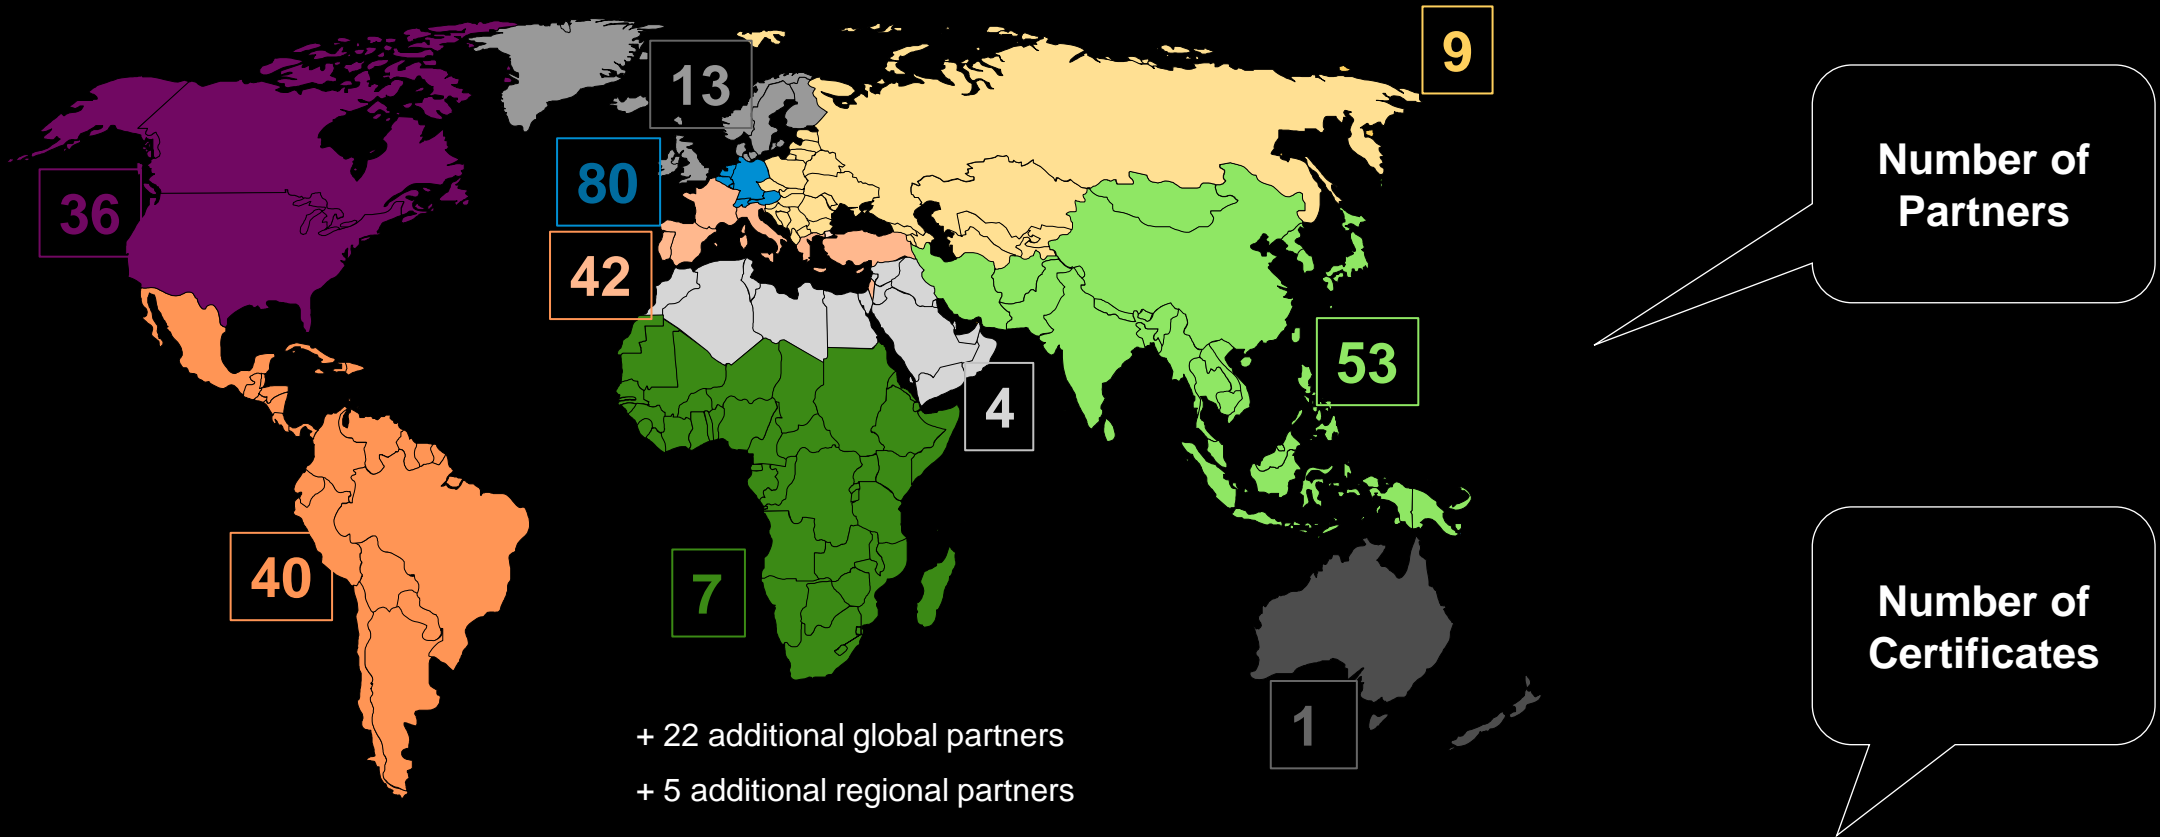 9
13
Number of
Partners
80
36
42
53
4
40
7
Number of
Certificates
1
+ 22 additional global partners
+ 5 additional regional partners